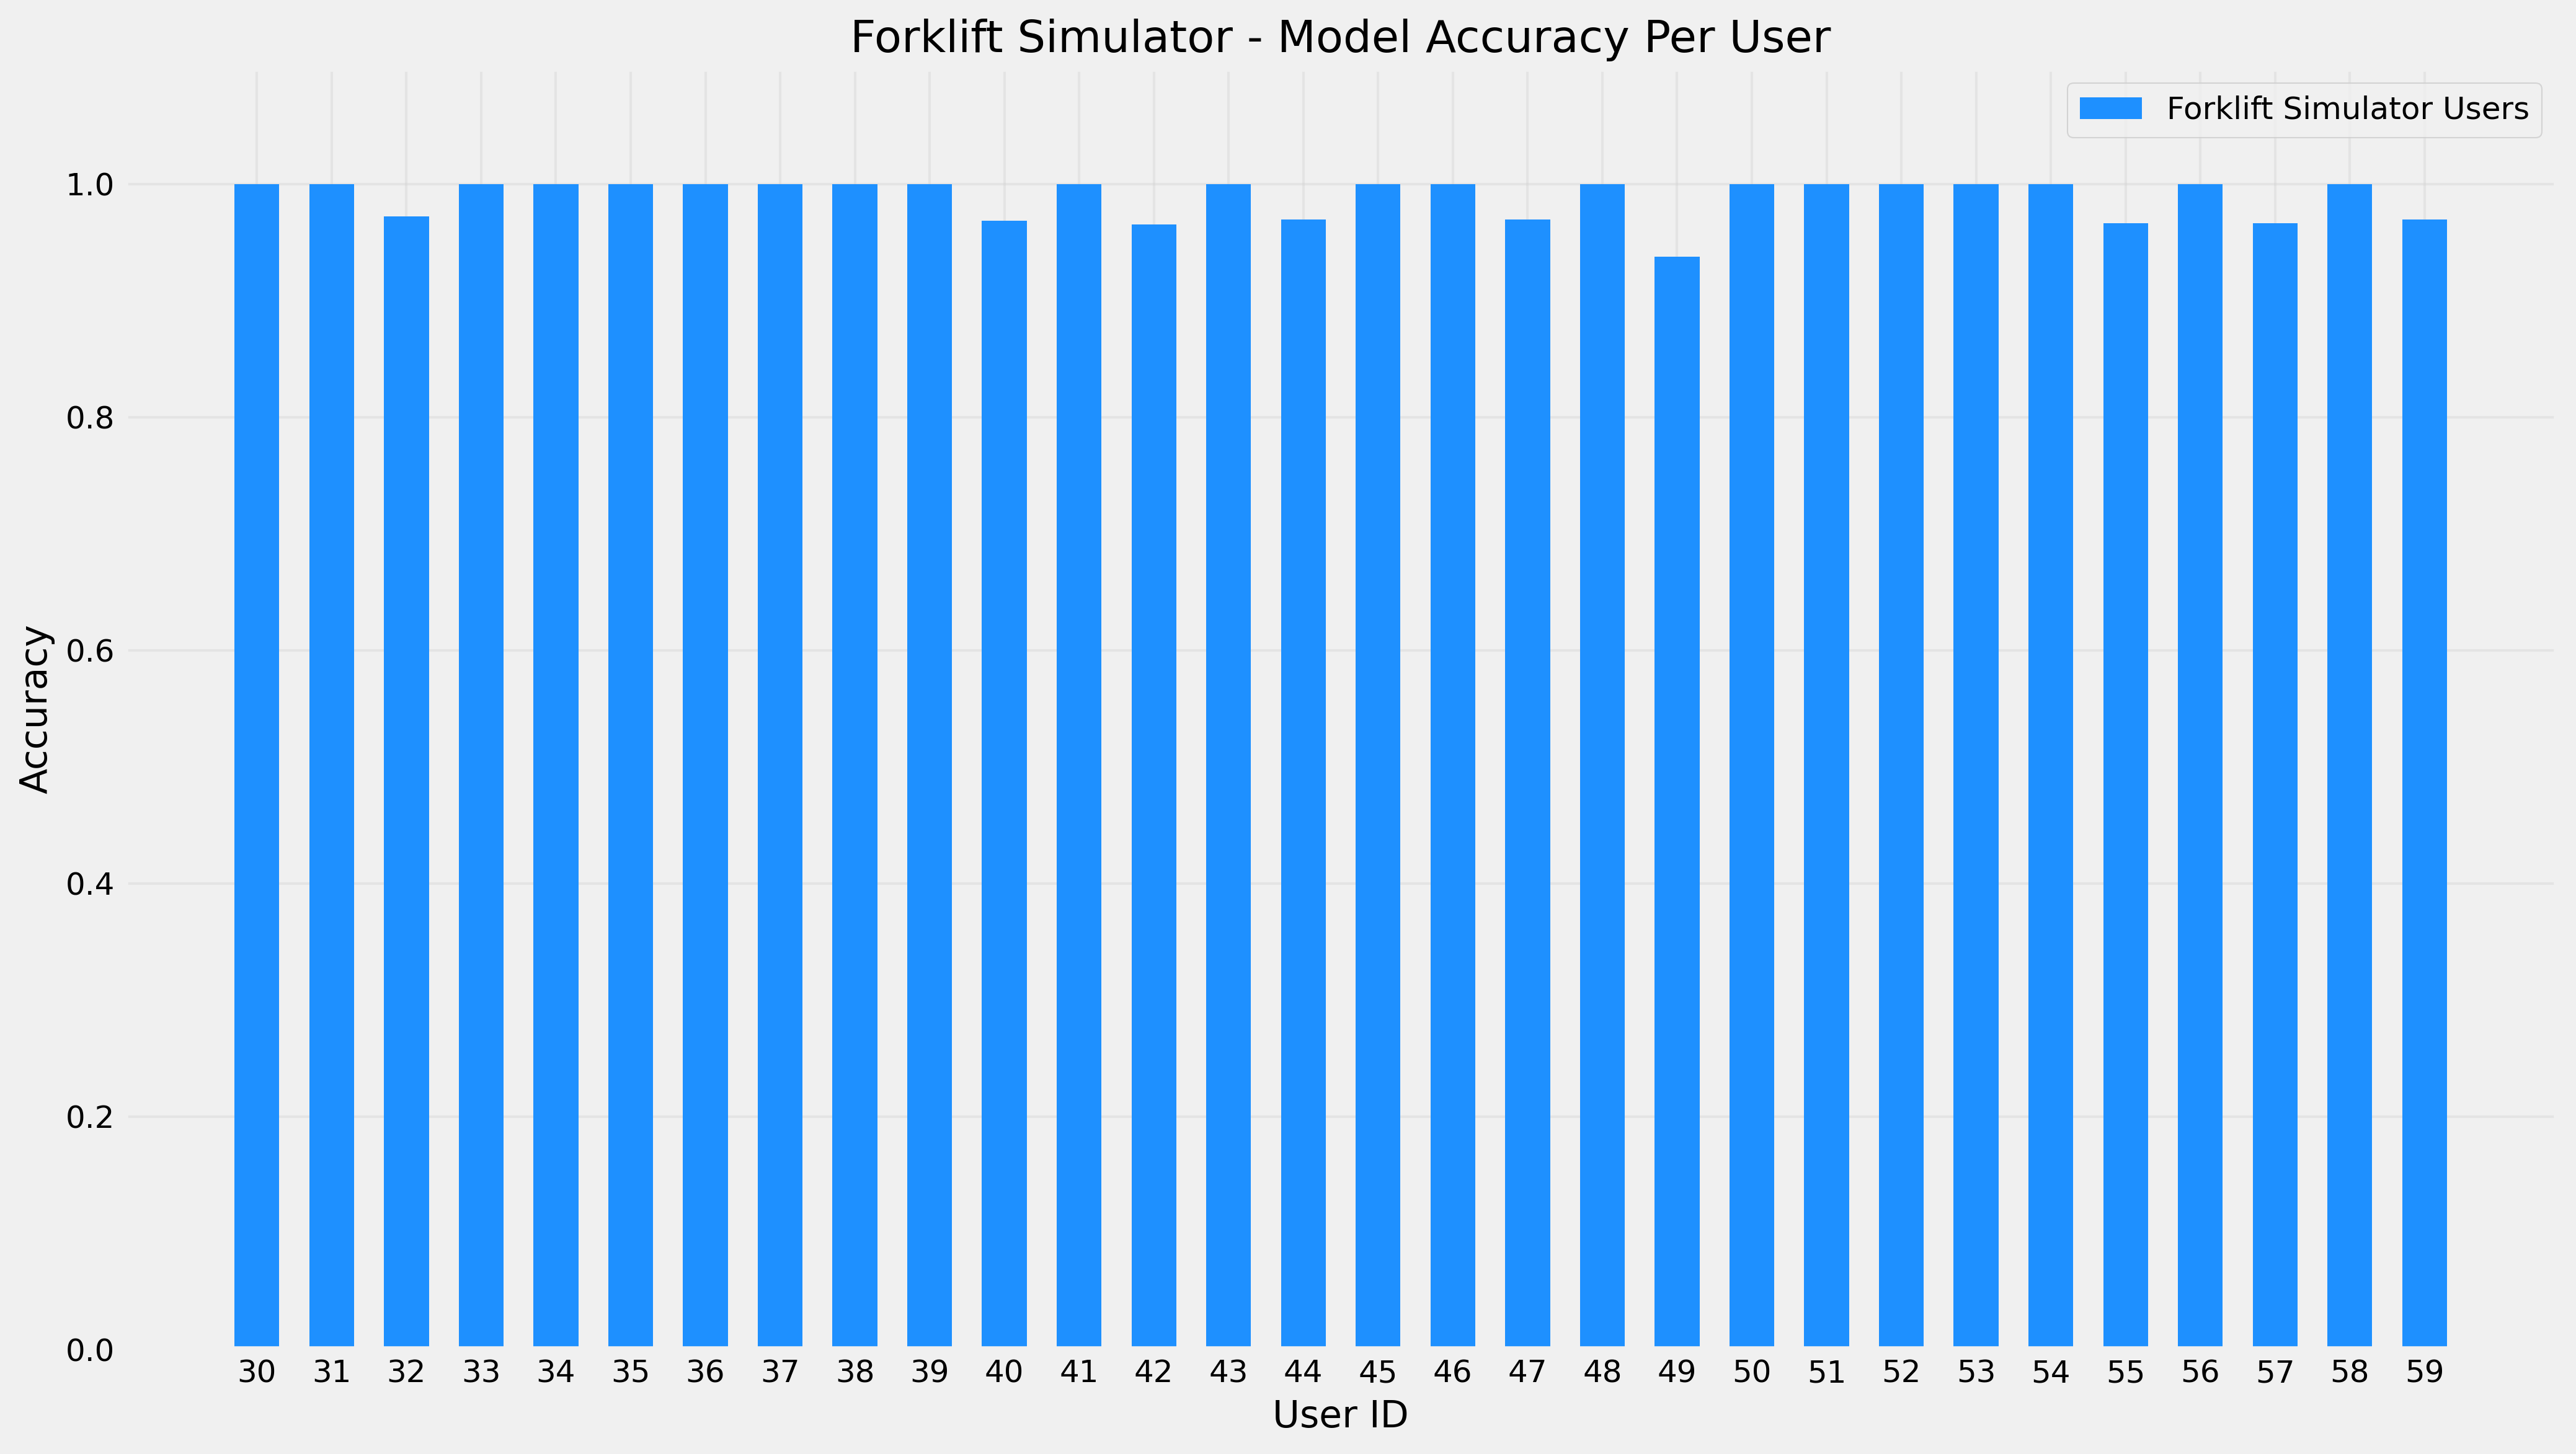 Forklift Simulator - Model Accuracy Per User
Forklift Simulator Users
1.0
0.8
0.6
0.4
0.2
0.0
Accuracy
30 31 32 33 34 35 36 37 38 39 40 41 42 43 44 45 46 47 48 49 50 51 52 53 54 55 56 57 58 59
User ID